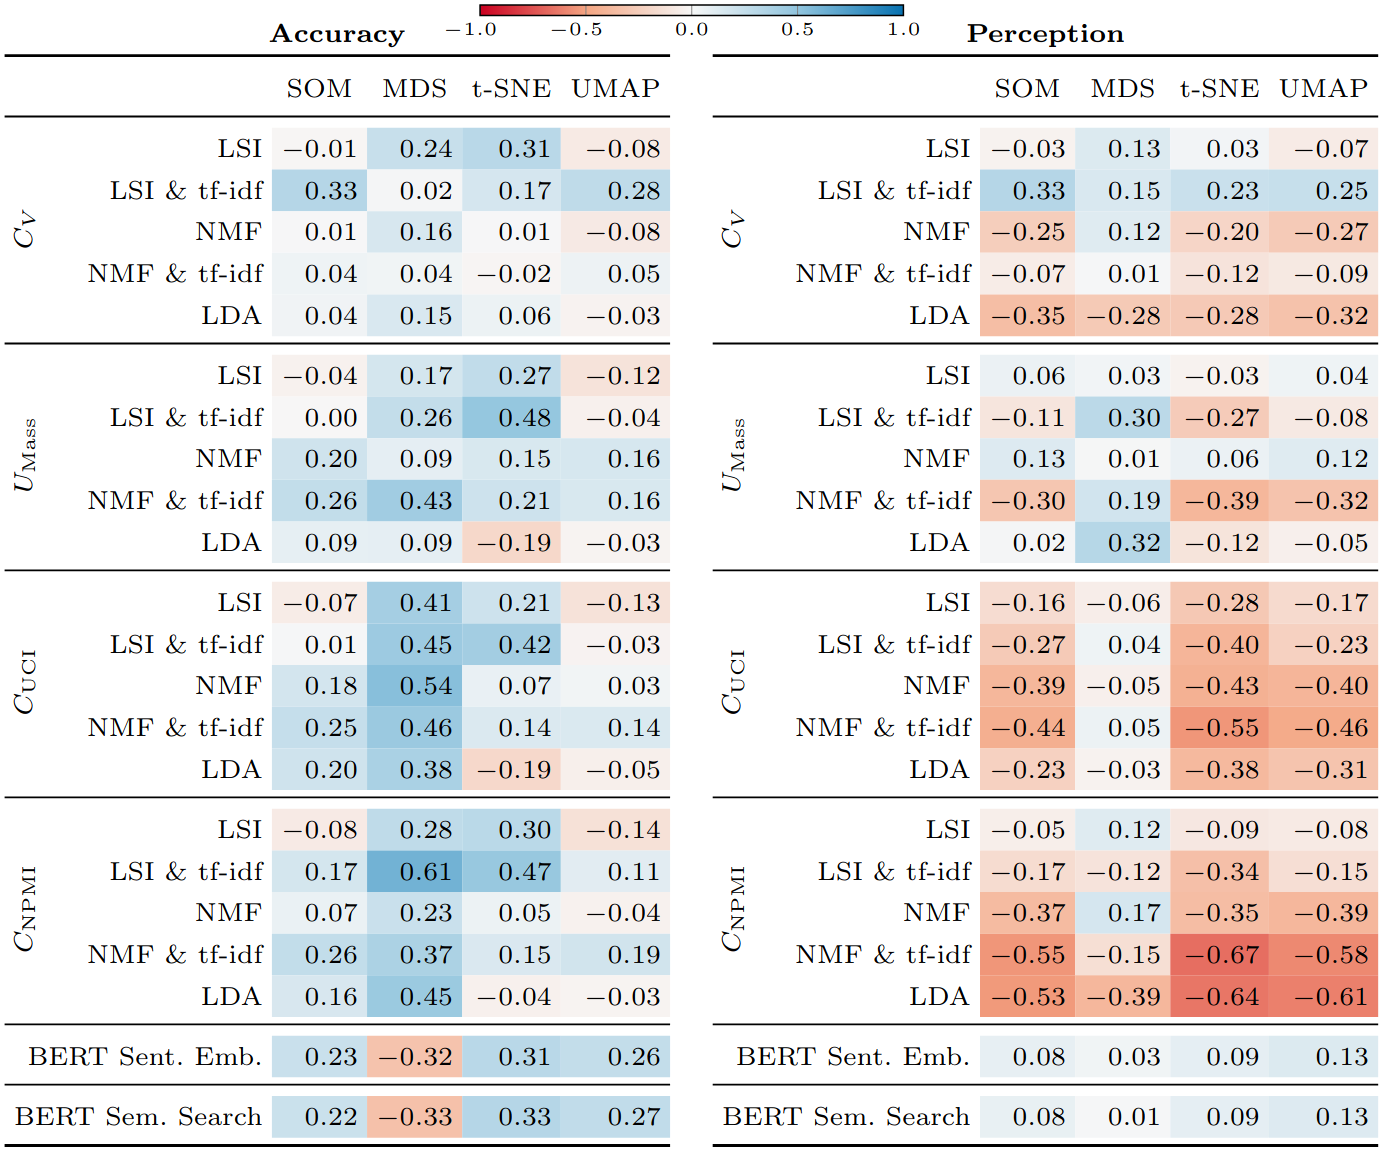 Accuracy
−1.0 −0.5 0.0 0.5 1.0
Perception
SOM MDS t-SNE UMAP
C_V
LSI −0.01 0.24 0.31 −0.08
LSI & tf-idf 0.33 0.02 0.17 0.28
NMF 0.01 0.16 0.01 −0.08
NMF & tf-idf 0.04 0.04 −0.02 0.05
LDA 0.04 0.15 0.06 −0.03
U_Mass
LSI −0.04 0.17 0.27 −0.12
LSI & tf-idf 0.00 0.26 0.48 −0.04
NMF 0.20 0.09 0.15 0.16
NMF & tf-idf 0.26 0.43 0.21 0.16
LDA 0.09 0.09 −0.19 −0.03
C_UCI
LSI −0.07 0.41 0.21 −0.13
LSI & tf-idf 0.01 0.45 0.42 −0.03
NMF 0.18 0.54 0.07 0.03
NMF & tf-idf 0.25 0.46 0.14 0.14
LDA 0.20 0.38 −0.19 −0.05
C_NPMI
LSI −0.08 0.28 0.30 −0.14
LSI & tf-idf 0.17 0.61 0.47 0.11
NMF 0.07 0.23 0.05 −0.04
NMF & tf-idf 0.26 0.37 0.15 0.19
LDA 0.16 0.45 −0.04 −0.03
BERT Sent. Emb. 0.23 −0.32 0.31 0.26
BERT Sem. Search 0.22 −0.33 0.33 0.27
SOM MDS t-SNE UMAP
C_V
LSI −0.03 0.13 0.03 −0.07
LSI & tf-idf 0.33 0.15 0.23 0.25
NMF −0.25 0.12 −0.20 −0.27
NMF & tf-idf −0.07 0.01 −0.12 −0.09
LDA −0.35 −0.28 −0.28 −0.32
U_Mass
LSI 0.06 0.03 −0.03 0.04
LSI & tf-idf −0.11 0.30 −0.27 −0.08
NMF 0.13 0.01 0.06 0.12
NMF & tf-idf −0.30 0.19 −0.39 −0.32
LDA 0.02 0.32 −0.12 −0.05
C_UCI
LSI −0.16 −0.06 −0.28 −0.17
LSI & tf-idf −0.27 0.04 −0.40 −0.23
NMF −0.39 −0.05 −0.43 −0.40
NMF & tf-idf −0.44 0.05 −0.55 −0.46
LDA −0.23 −0.03 −0.38 −0.31
C_NPMI
LSI −0.05 0.12 −0.09 −0.08
LSI & tf-idf −0.17 −0.12 −0.34 −0.15
NMF −0.37 0.17 −0.35 −0.39
NMF & tf-idf −0.55 −0.15 −0.67 −0.58
LDA −0.53 −0.39 −0.64 −0.61
BERT Sent. Emb. 0.08 0.03 0.09 0.13
BERT Sem. Search 0.08 0.01 0.09 0.13